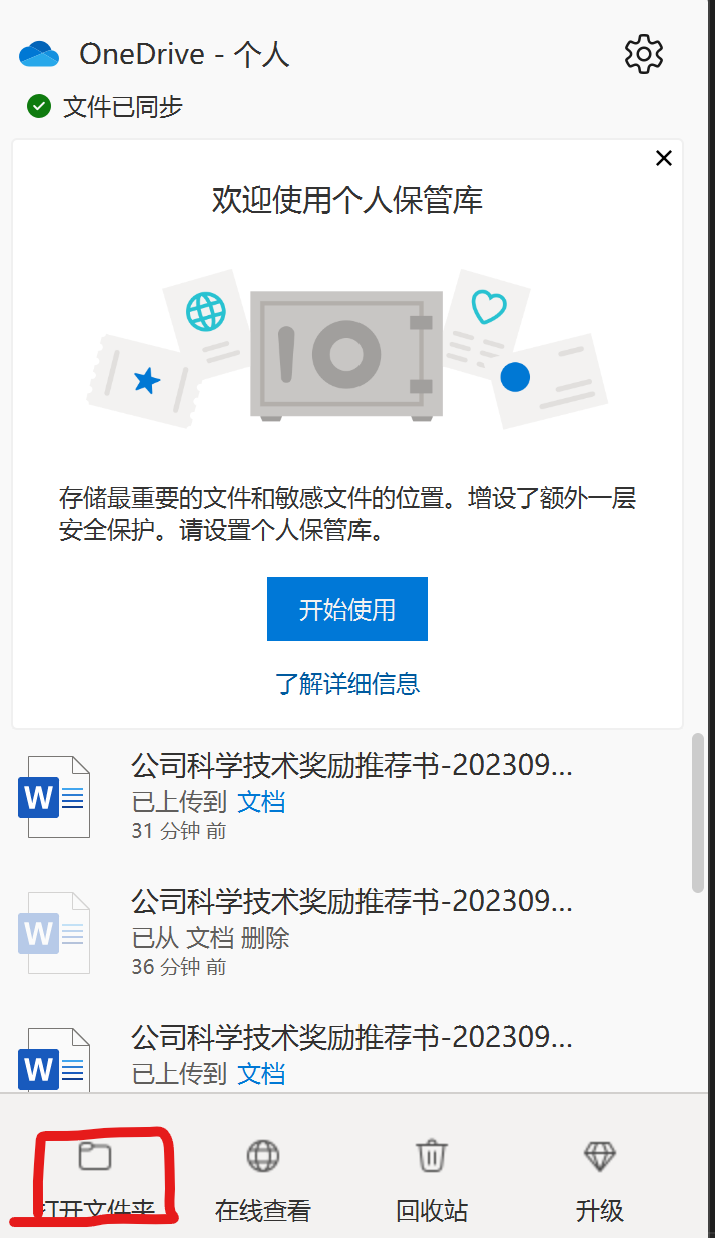 OneDrive - 个人
文件已同步
欢迎使用个人保管库
存储最重要的文件和敏感文件的位置。增设了额外一层
安全保护。请设置个人保管库。
开始使用
了解详细信息
公司科学技术奖励推荐书-202309...
已上传到 文档
31 分钟 前
公司科学技术奖励推荐书-202309...
已从 文档 删除
36 分钟 前
公司科学技术奖励推荐书-202309...
已上传到 文档
打开文件夹
在线查看
回收站
升级